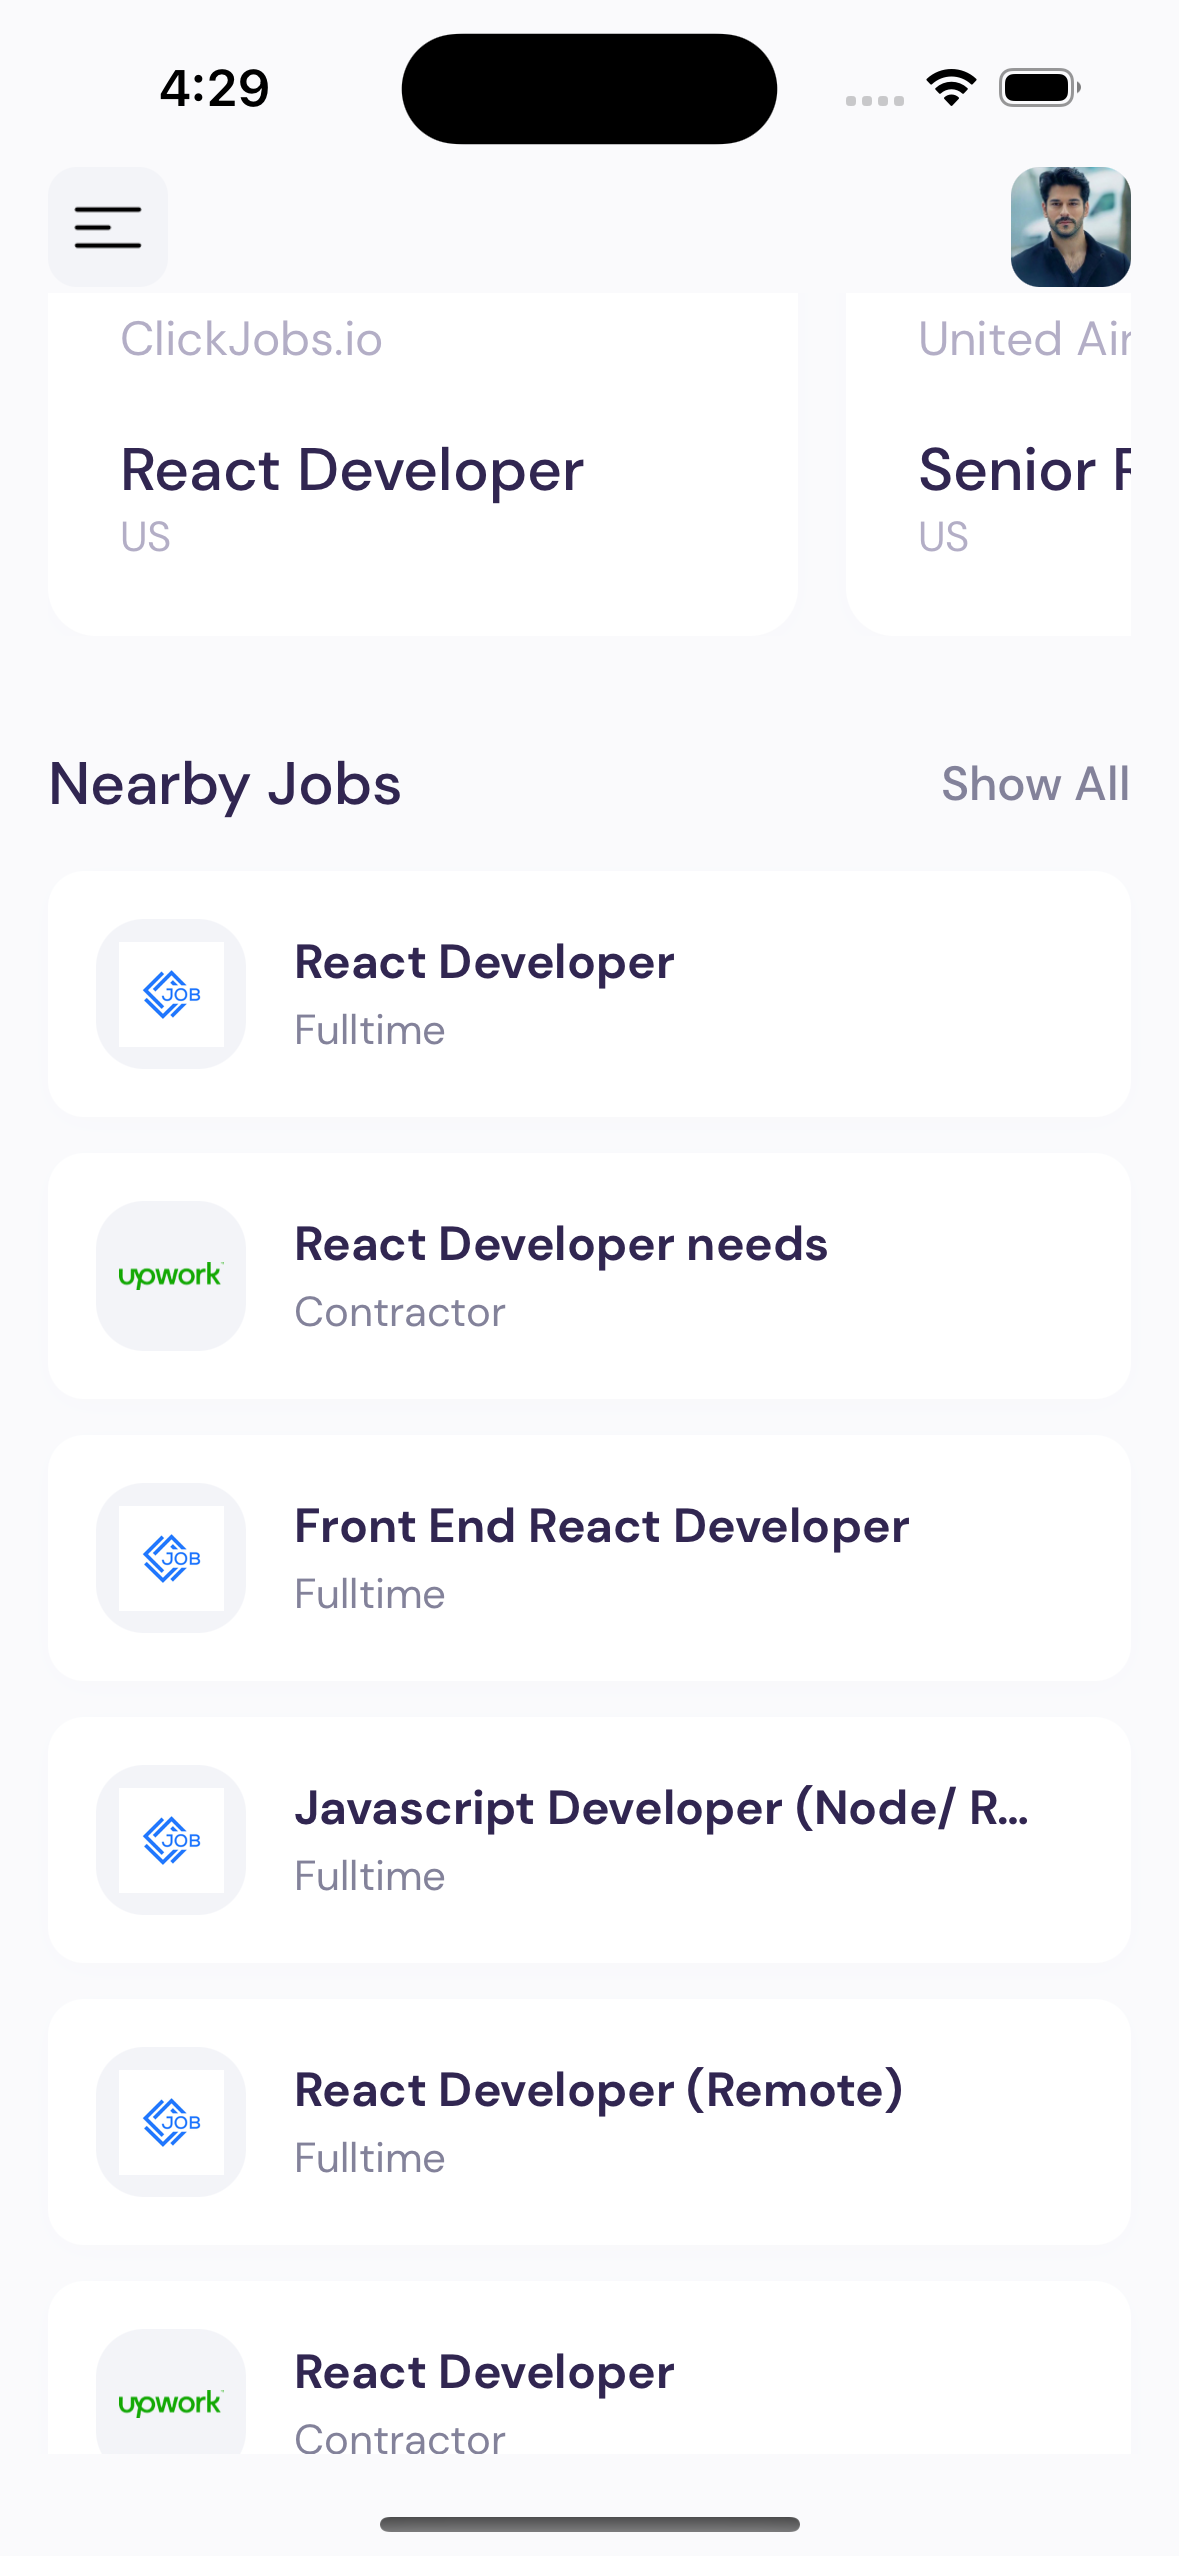 4:29
ClickJobs.io
United Air
React Developer
Senior
US
US
Nearby Jobs
Show All
JOB
React Developer
Fulltime
upwork
React Developer needs
Contractor
JOB
Front End React Developer
Fulltime
JOB
Javascript Developer (Node/ R...
Fulltime
JOB
React Developer (Remote)
Fulltime
upwork
React Developer
Contractor